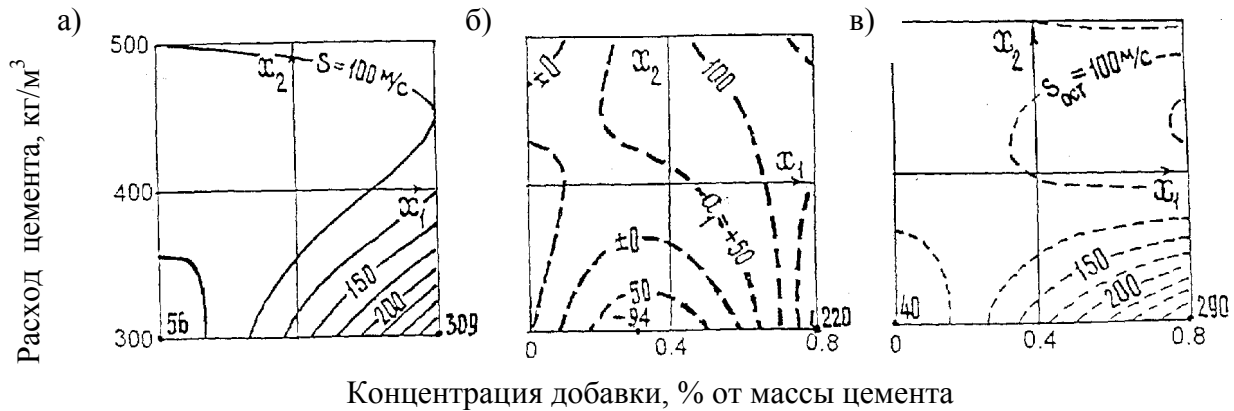 а)
б)
в)
Расход цемента, кг/м³
500
400
300
x₂
S=100 м/с
x₁
150
200
56
309
±0
x₂
100
x₁
a₁=+50
±0
50
-94
220
0
0.4
0.8
x₂
Sост=100 м/с
x₁
150
200
40
290
0
0.4
0.8
Концентрация добавки, % от массы цемента